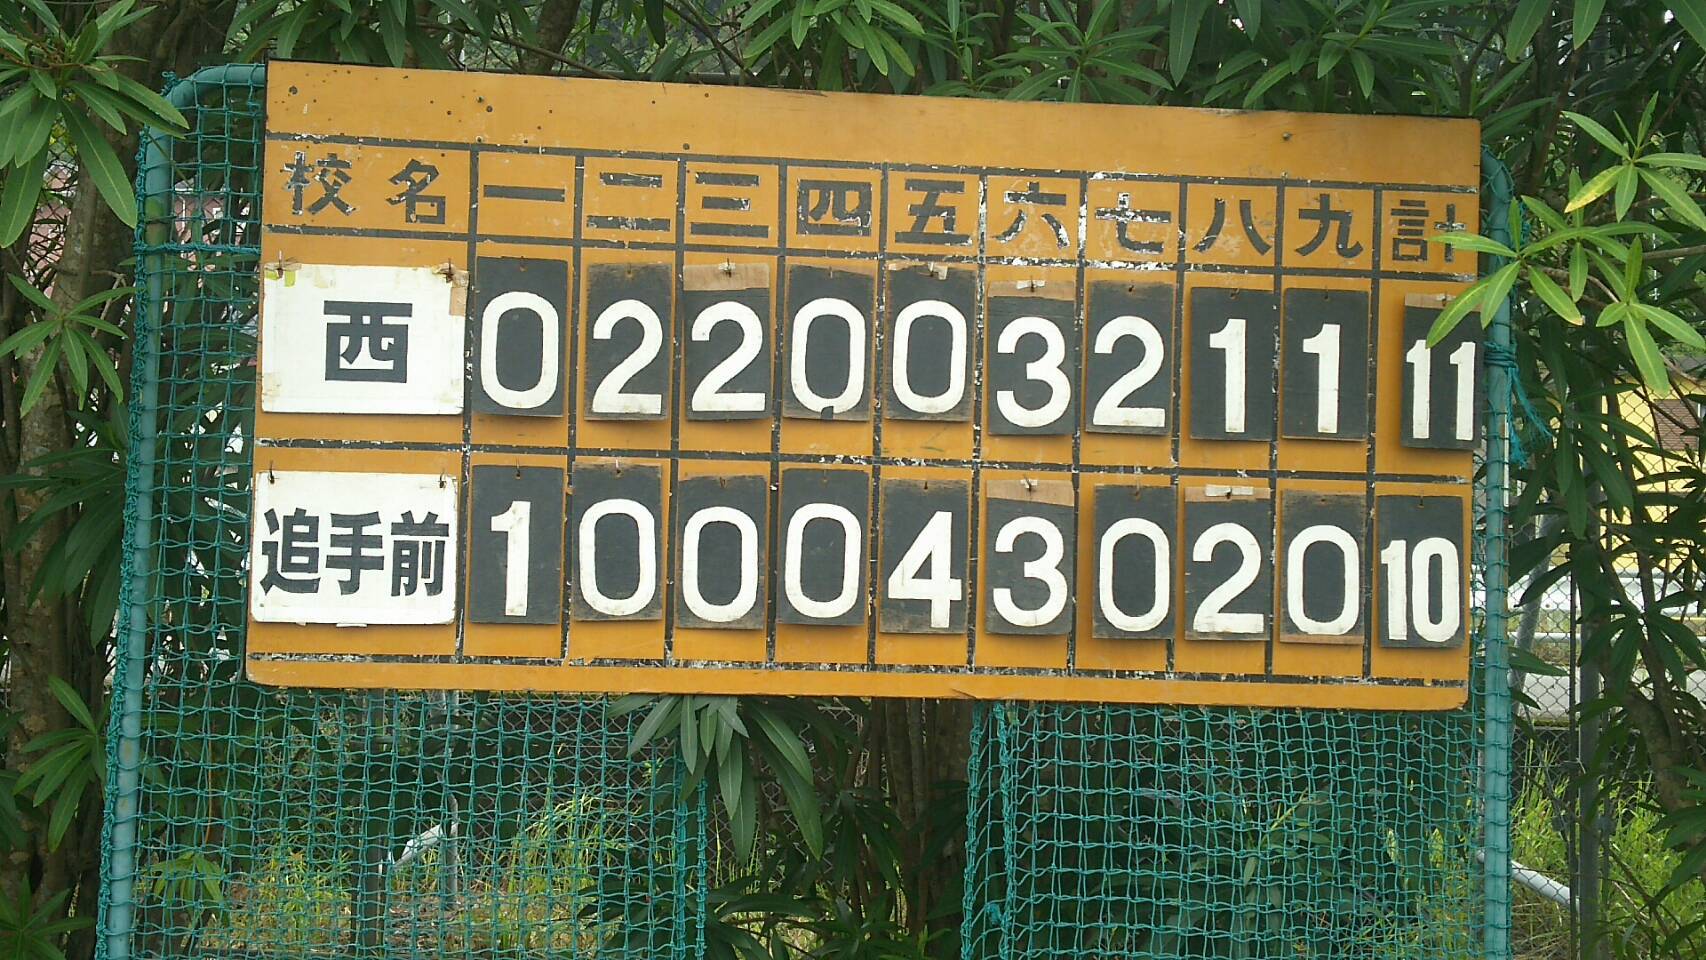 校名 一 二 三 四 五 六 七 八 九 計
西 0 2 2 0 0 3 2 1 1 11
追手前 1 0 0 0 4 3 0 2 0 10